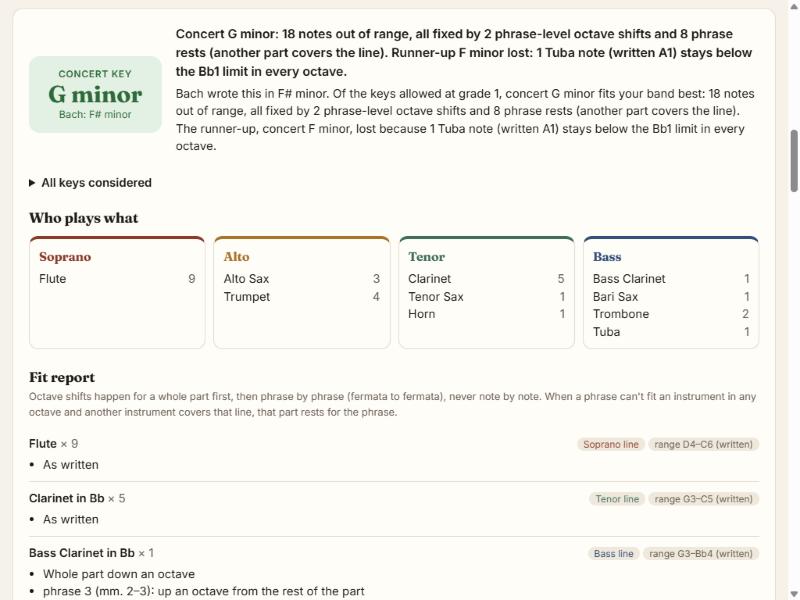 Concert G minor: 18 notes out of range, all fixed by 2 phrase-level octave shifts and 8 phrase
rests (another part covers the line). Runner-up F minor lost: 1 Tuba note (written A1) stays below
the Bb1 limit in every octave.
CONCERT KEY
G minor
Bach: F# minor
Bach wrote this in F# minor. Of the keys allowed at grade 1, concert G minor fits your band best: 18 notes
out of range, all fixed by 2 phrase-level octave shifts and 8 phrase rests (another part covers the line).
The runner-up, concert F minor, lost because 1 Tuba note (written A1) stays below the Bb1 limit in every
octave.
▶ All keys considered
Who plays what
Soprano
Flute 9
Alto
Alto Sax 3
Trumpet 4
Tenor
Clarinet 5
Tenor Sax 1
Horn 1
Bass
Bass Clarinet 1
Bari Sax 1
Trombone 2
Tuba 1
Fit report
Octave shifts happen for a whole part first, then phrase by phrase (fermata to fermata), never note by note. When a phrase can't fit an instrument in any
octave and another instrument covers that line, that part rests for the phrase.
Flute × 9 Soprano line range D4–C6 (written)
• As written
Clarinet in Bb × 5 Tenor line range G3–C5 (written)
• As written
Bass Clarinet in Bb × 1 Bass line range G3–Bb4 (written)
• Whole part down an octave
• phrase 3 (mm. 2–3): up an octave from the rest of the part